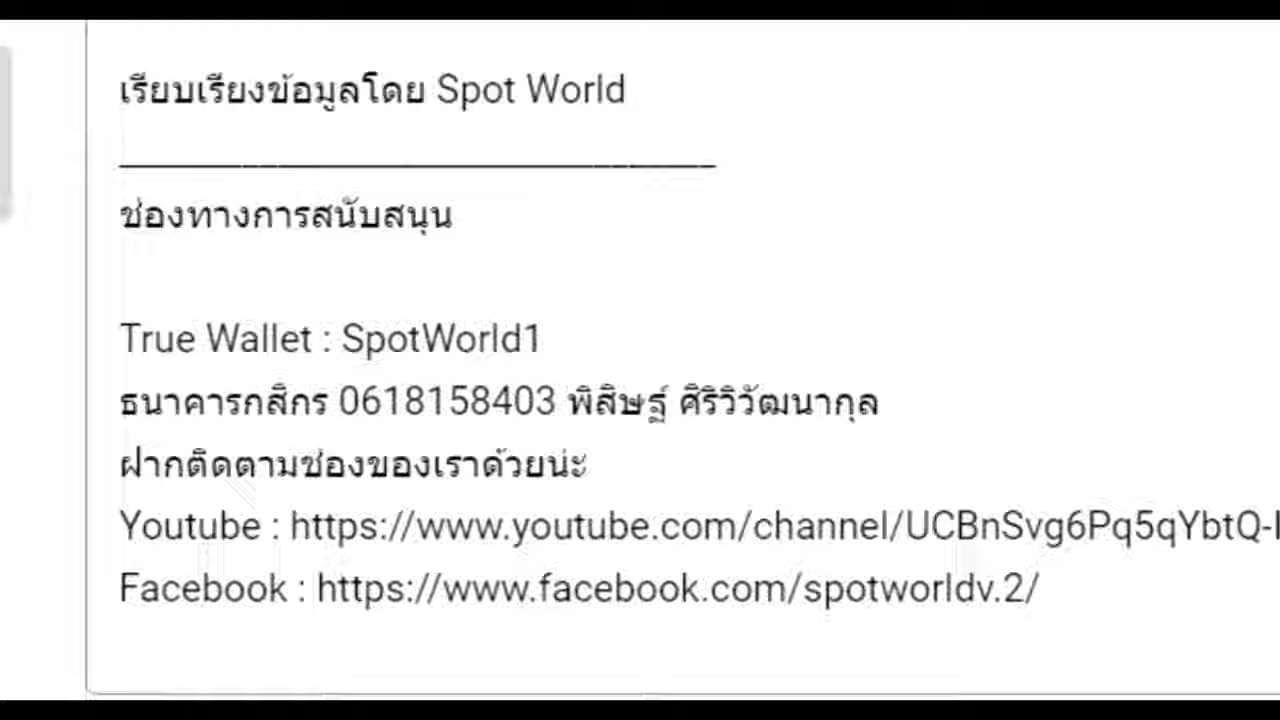 เรียบเรียงข้อมูลโดย Spot World
ช่องทางการสนับสนุน
True Wallet : SpotWorld1
ธนาคารกสิกร 0618158403 พิสิษฐ์ ศิริวิวัฒนากุล
ฝากติดตามช่องของเราด้วยน่ะ
Youtube : https://www.youtube.com/channel/UCBnSvg6Pq5qYbtQ-
Facebook : https://www.facebook.com/spotworldv.2/